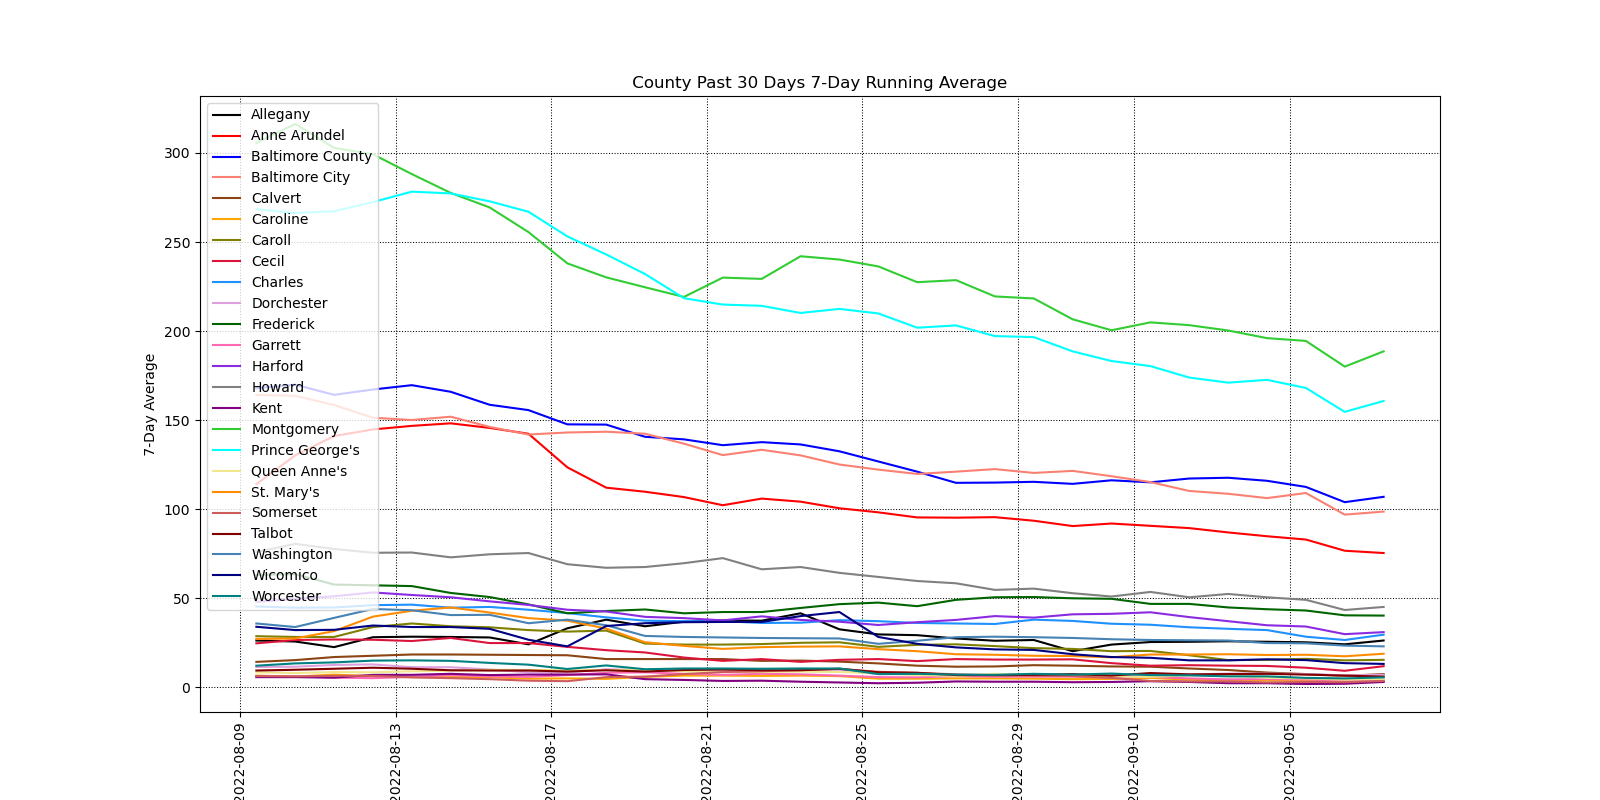 County Past 30 Days 7-Day Running Average
7-Day Average
300
250
200
150
100
50
0
Allegany
Anne Arundel
Baltimore County
Baltimore City
Calvert
Caroline
Caroll
Cecil
Charles
Dorchester
Frederick
Garrett
Harford
Howard
Kent
Montgomery
Prince George's
Queen Anne's
St. Mary's
Somerset
Talbot
Washington
Wicomico
Worcester
2022-08-09
2022-08-13
2022-08-17
2022-08-21
2022-08-25
2022-08-29
2022-09-01
2022-09-05